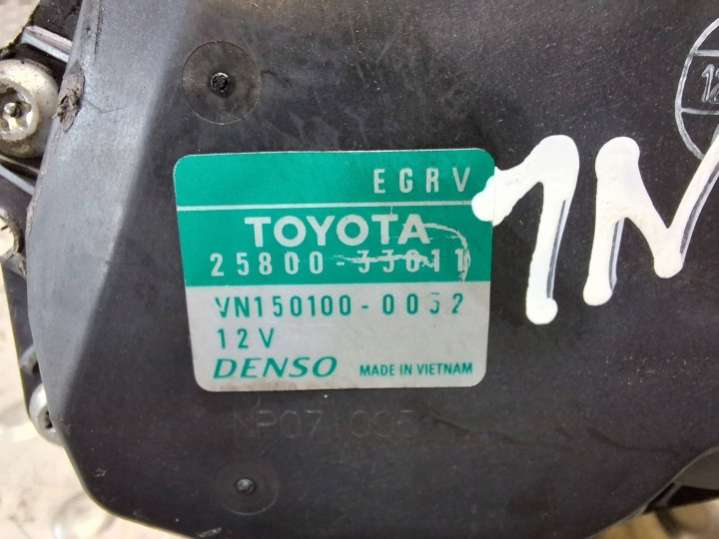 EGRV
TOYOTA
25800-33011
VN150100-0032
12V
DENSO MADE IN VIETNAM
1N